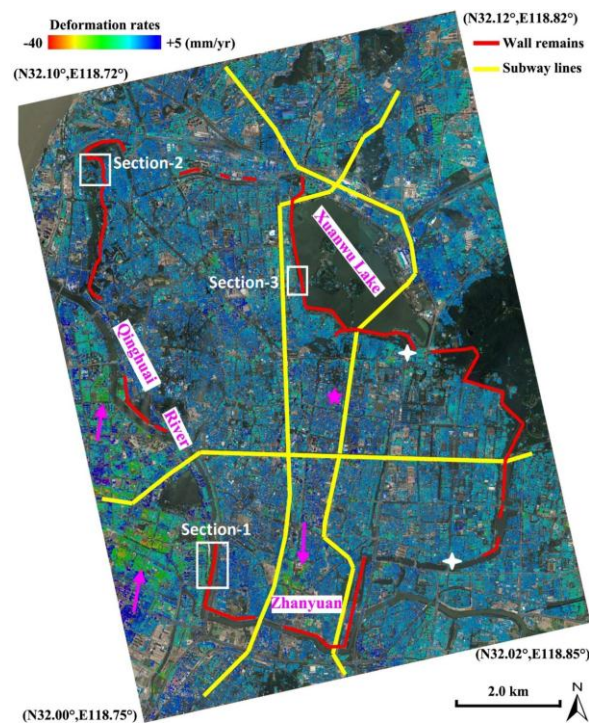 Deformation rates
-40 +5 (mm/yr)
(N32.12°,E118.82°)
Wall remains
Subway lines
(N32.10°,E118.72°)
Section-2
Xuanwu Lake
Section-3
Qinghuai
River
Section-1
Zhanyuan
(N32.02°,E118.85°)
(N32.00°,E118.75°)
2.0 km
N